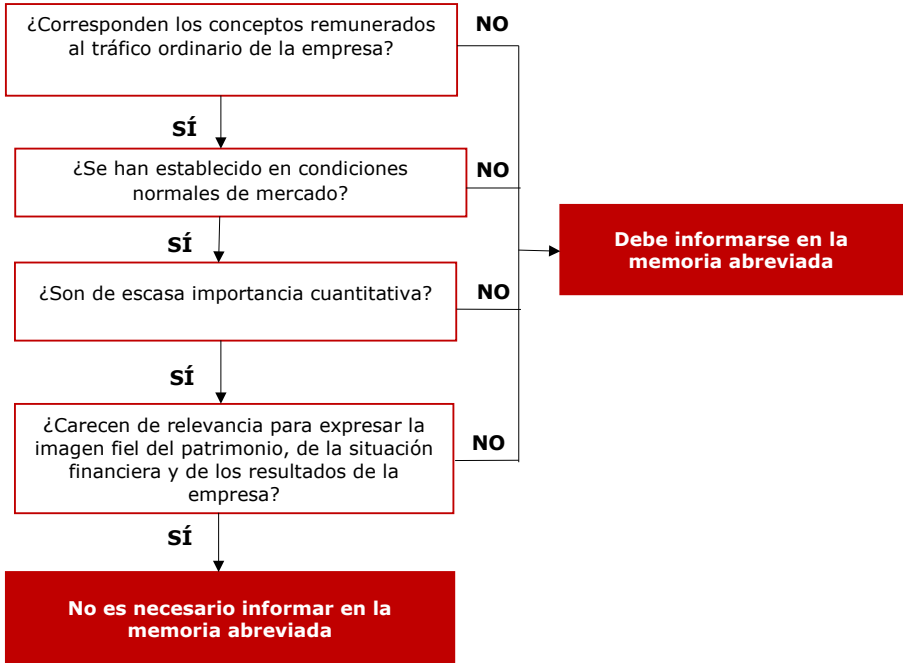 ¿Corresponden los conceptos remunerados
al tráfico ordinario de la empresa?
NO
SÍ
¿Se han establecido en condiciones
normales de mercado?
NO
Debe informarse en la
memoria abreviada
SÍ
¿Son de escasa importancia cuantitativa?
NO
SÍ
¿Carecen de relevancia para expresar la
imagen fiel del patrimonio, de la situación
financiera y de los resultados de la
empresa?
NO
SÍ
No es necesario informar en la
memoria abreviada